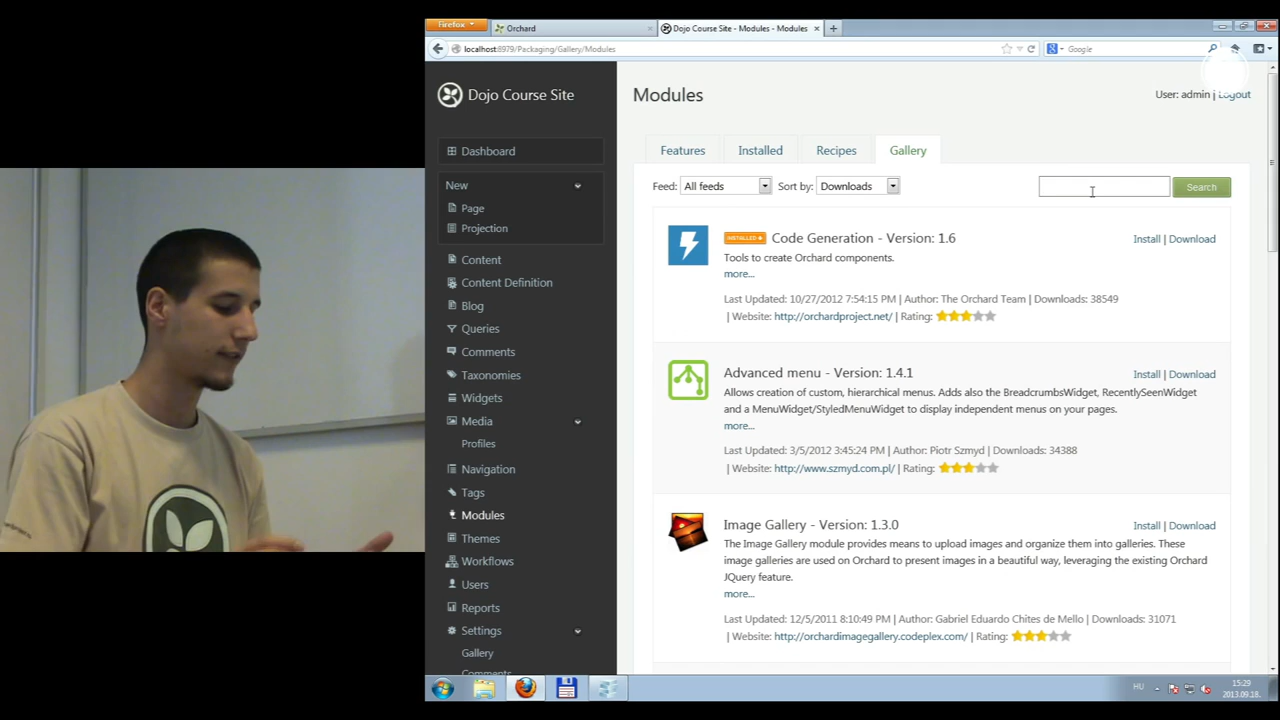 Firefox
Orchard
Dojo Course Site - Modules - Modules
localhost:8979/Packaging/Gallery/Modules
Google
Dojo Course Site
Dashboard
New
Page
Projection
Content
Content Definition
Blog
Queries
Comments
Taxonomies
Widgets
Media
Profiles
Navigation
Tags
Modules
Themes
Workflows
Users
Reports
Settings
Gallery
Comments
Modules
User: admin | Logout
Features
Installed
Recipes
Gallery
Feed: All feeds Sort by: Downloads Search
INSTALLED Code Generation - Version: 1.6 Install | Download
Tools to create Orchard components.
more...
Last Updated: 10/27/2012 7:54:15 PM | Author: The Orchard Team | Downloads: 38549
| Website: http://orchardproject.net/ | Rating:
Advanced menu - Version: 1.4.1 Install | Download
Allows creation of custom, hierarchical menus. Adds also the BreadcrumbsWidget, RecentlySeenWidget
and a MenuWidget/StyledMenuWidget to display independent menus on your pages.
more...
Last Updated: 3/5/2012 3:45:24 PM | Author: Piotr Szmyd | Downloads: 34388
| Website: http://www.szmyd.com.pl/ | Rating:
Image Gallery - Version: 1.3.0 Install | Download
The Image Gallery module provides means to upload images and organize them into galleries. These
image galleries are used on Orchard to present images in a beautiful way, leveraging the existing Orchard
JQuery feature.
more...
Last Updated: 12/5/2011 8:10:49 PM | Author: Gabriel Eduardo Chites de Mello | Downloads: 31071
| Website: http://orchardimagegallery.codeplex.com/ | Rating:
HU
15:29
2013.09.18.